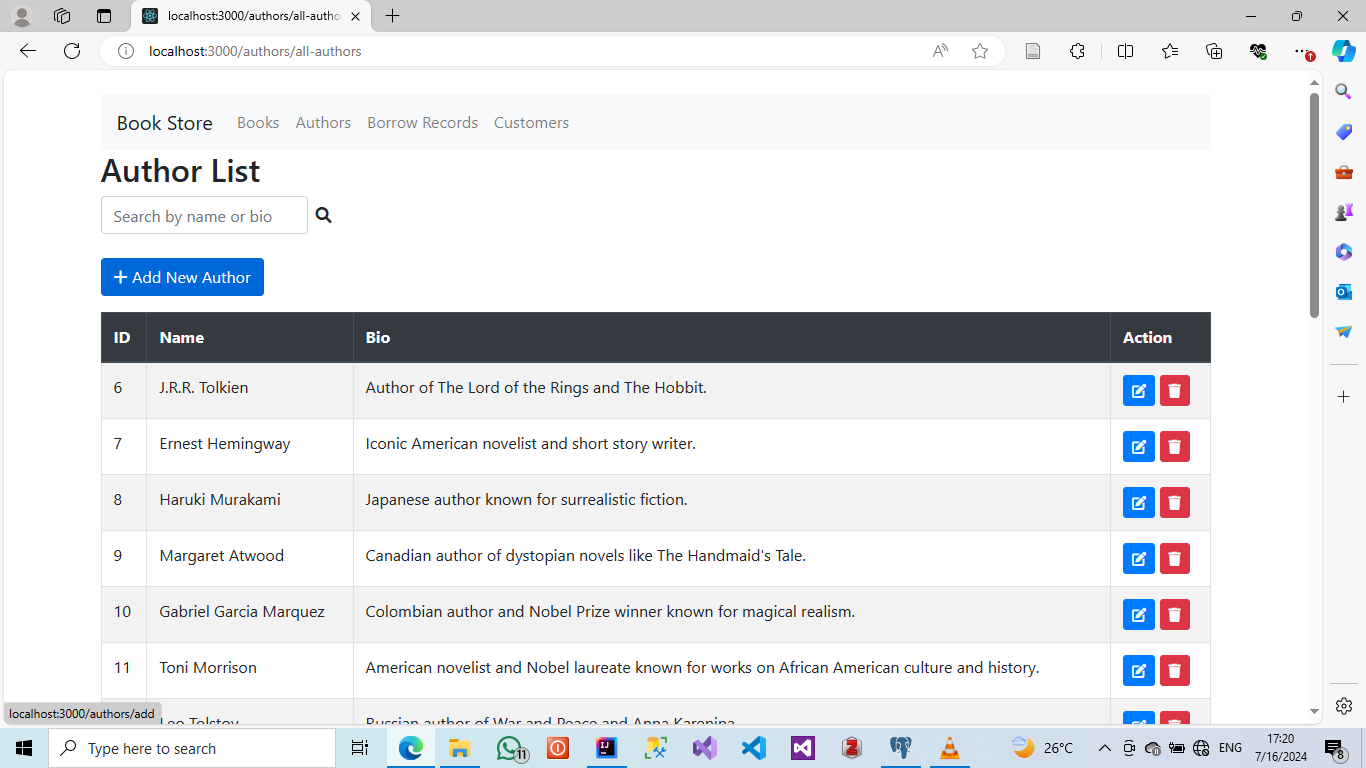 localhost:3000/authors/all-autho
localhost:3000/authors/all-authors
Book Store Books Authors Borrow Records Customers
Author List
Search by name or bio
Add New Author
ID Name Bio Action
6 J.R.R. Tolkien Author of The Lord of the Rings and The Hobbit.
7 Ernest Hemingway Iconic American novelist and short story writer.
8 Haruki Murakami Japanese author known for surrealistic fiction.
9 Margaret Atwood Canadian author of dystopian novels like The Handmaid's Tale.
10 Gabriel Garcia Marquez Colombian author and Nobel Prize winner known for magical realism.
11 Toni Morrison American novelist and Nobel laureate known for works on African American culture and history.
Leo Tolstoy Russian author of War and Peace and Anna Karenina.
localhost:3000/authors/add
Type here to search 11 26°C ENG 17:20
7/16/2024 8